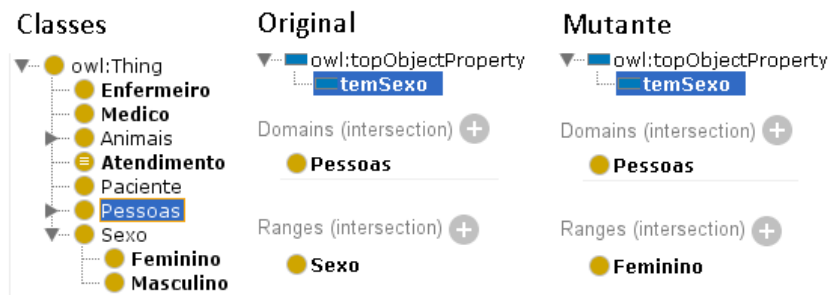 Classes
owl:Thing
Enfermeiro
Medico
Animais
Atendimento
Paciente
Pessoas
Sexo
Feminino
Masculino
Original
owl:topObjectProperty
temSexo
Domains (intersection)
Pessoas
Ranges (intersection)
Sexo
Mutante
owl:topObjectProperty
temSexo
Domains (intersection)
Pessoas
Ranges (intersection)
Feminino